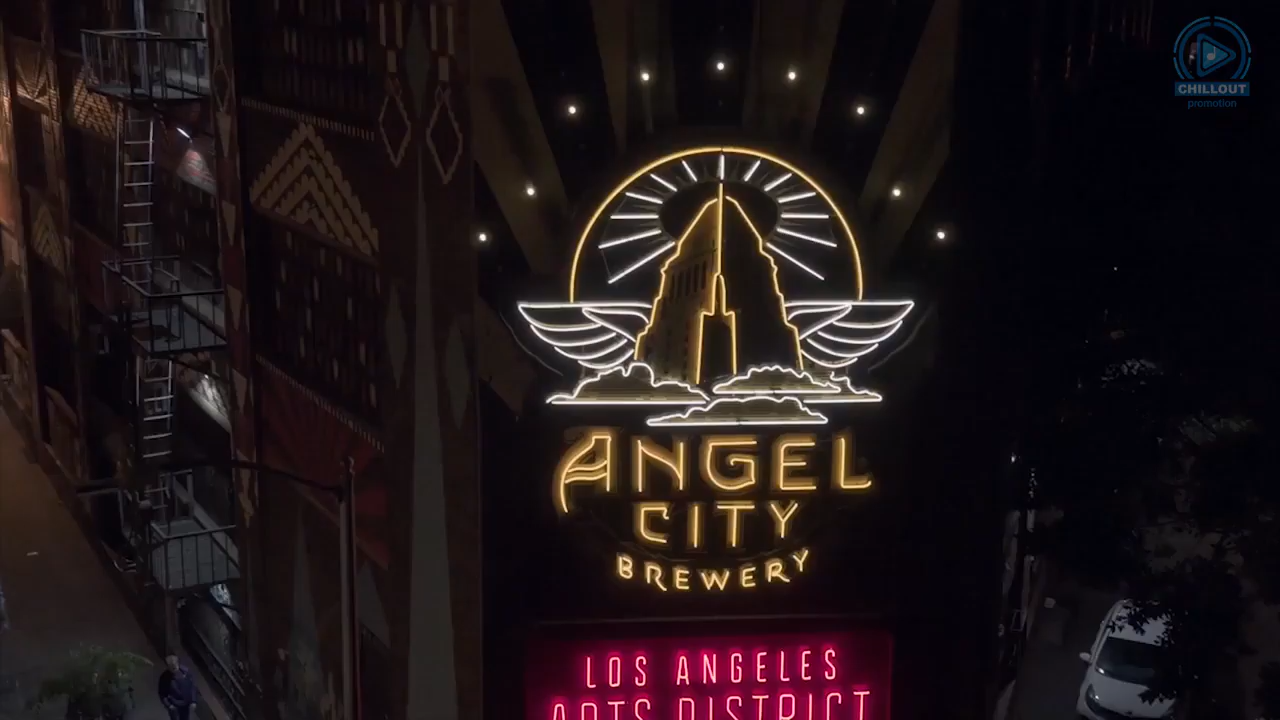 CHILLOUT
promotion
ANGEL
CITY
BREWERY
LOS ANGELES
ARTS DISTRICT